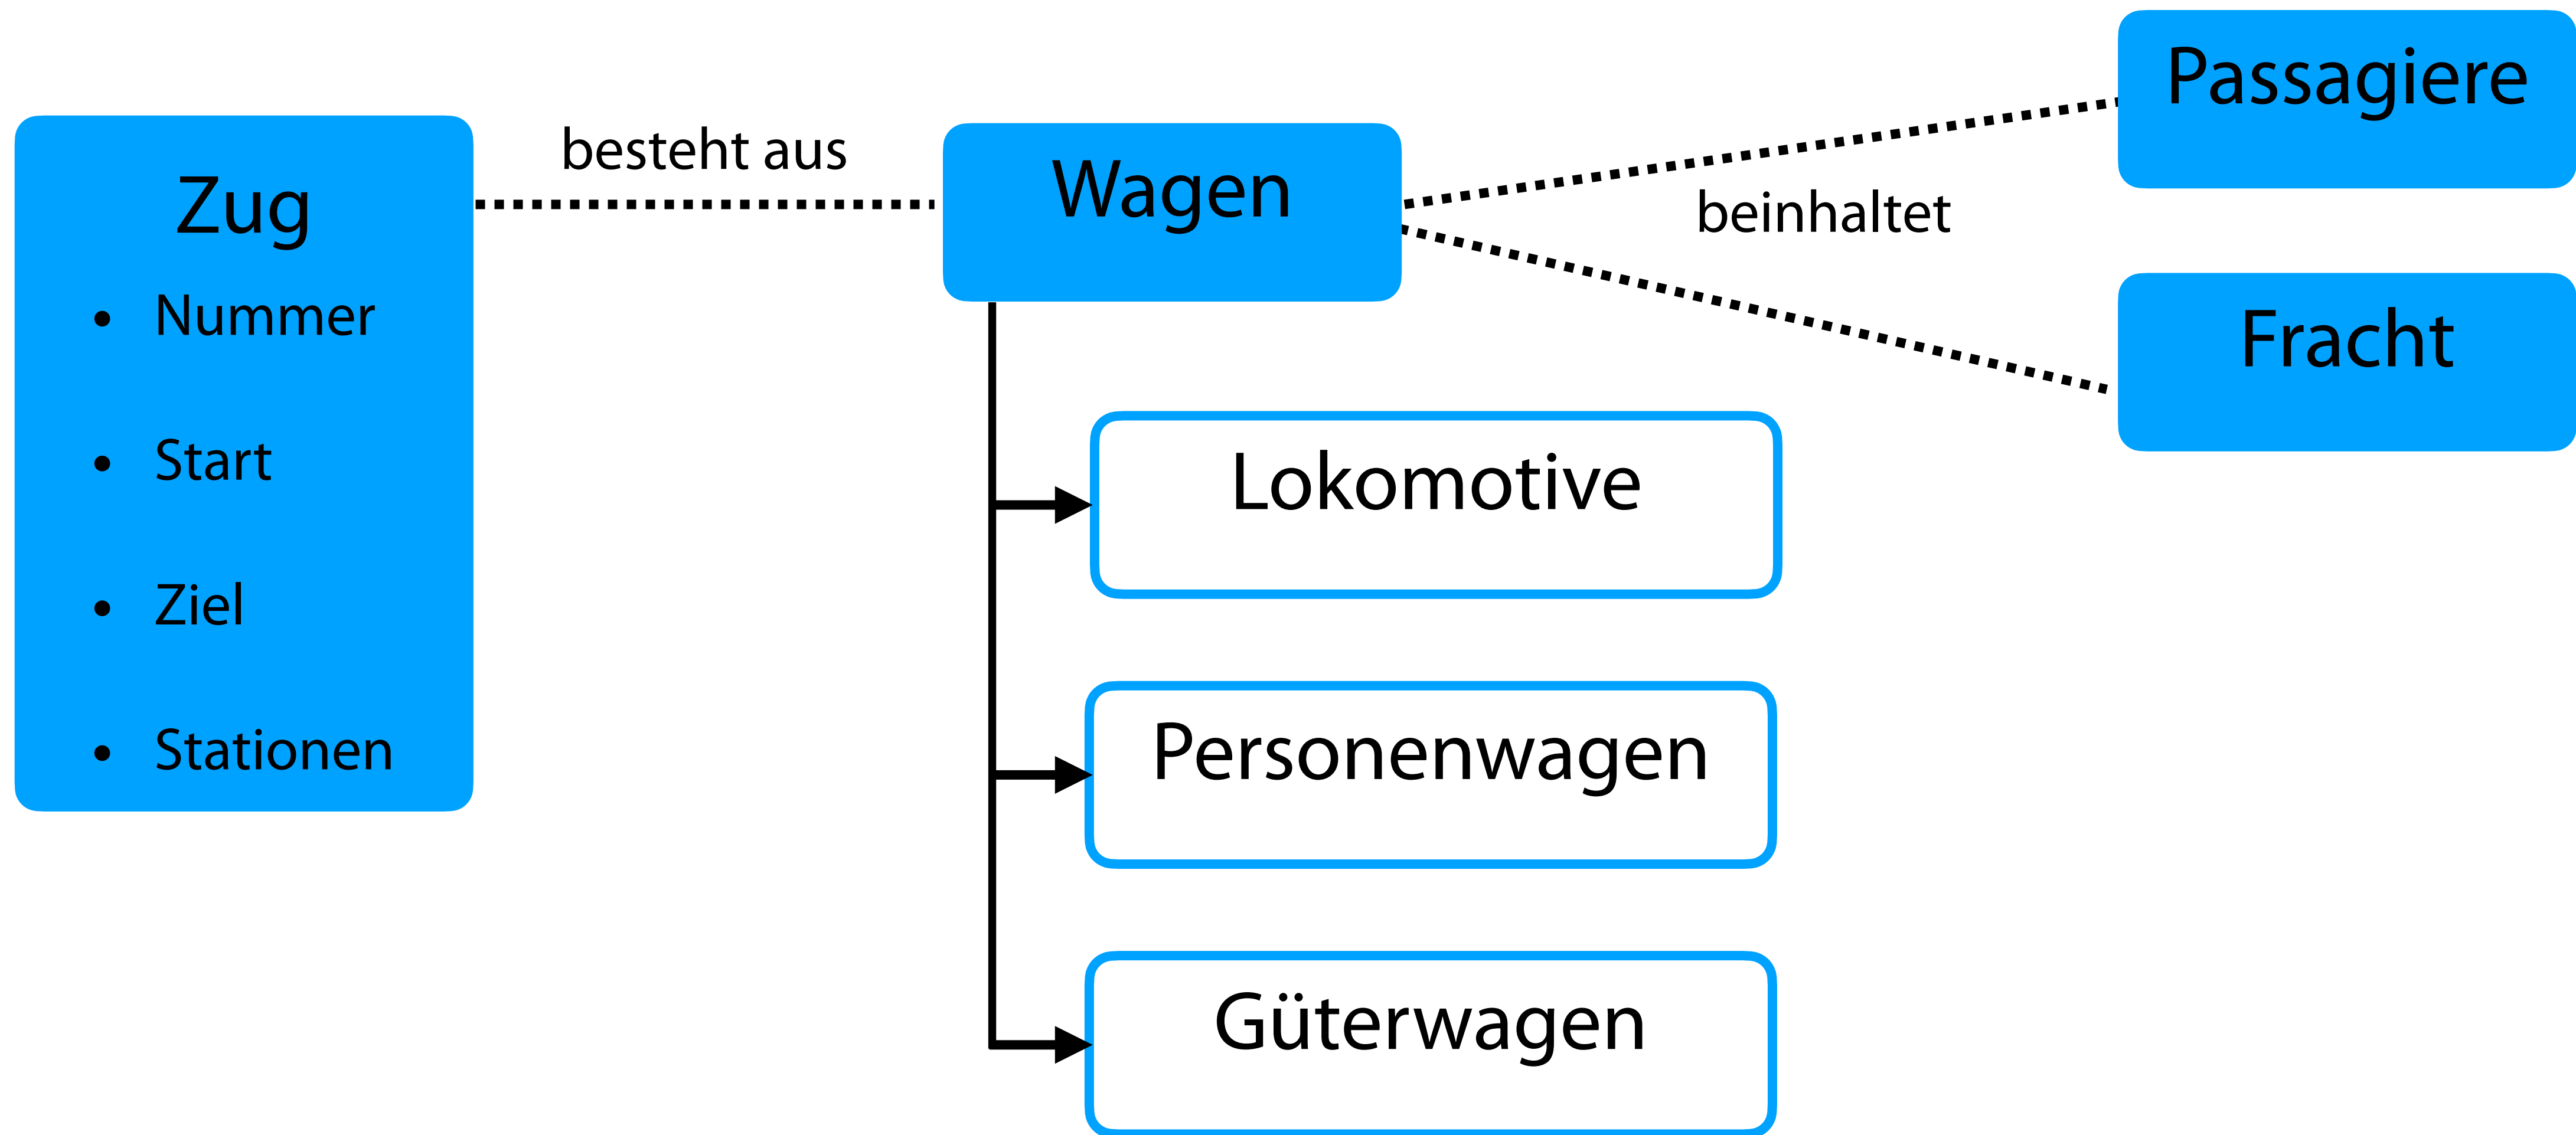 Zug
Nummer
Start
Ziel
Stationen
besteht aus
Wagen
Lokomotive
Personenwagen
Güterwagen
beinhaltet
Passagiere
Fracht